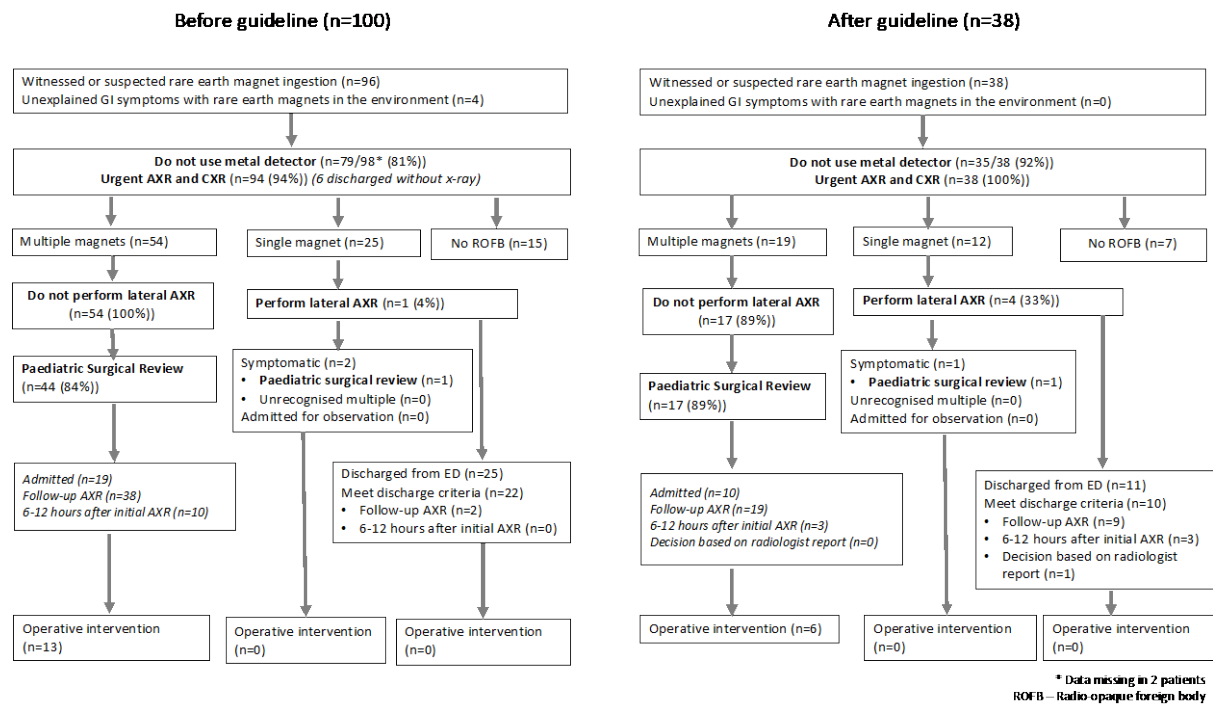 Before guideline (n=100)
Witnessed or suspected rare earth magnet ingestion (n=96)
Unexplained GI symptoms with rare earth magnets in the environment (n=4)
Do not use metal detector (n=79/98* (81%))
Urgent AXR and CXR (n=94 (94%)) (6 discharged without x-ray)
Multiple magnets (n=54)
Single magnet (n=25)
No ROFB (n=15)
Do not perform lateral AXR
(n=54 (100%))
Perform lateral AXR (n=1 (4%))
Paediatric Surgical Review
(n=44 (84%))
Symptomatic (n=2)
• Paediatric surgical review (n=1)
• Unrecognised multiple (n=0)
Admitted for observation (n=0)
Admitted (n=19)
Follow-up AXR (n=38)
6-12 hours after initial AXR (n=10)
Discharged from ED (n=25)
Meet discharge criteria (n=22)
• Follow-up AXR (n=2)
• 6-12 hours after initial AXR (n=0)
Operative intervention
(n=13)
Operative intervention
(n=0)
Operative intervention
(n=0)
After guideline (n=38)
Witnessed or suspected rare earth magnet ingestion (n=38)
Unexplained GI symptoms with rare earth magnets in the environment (n=0)
Do not use metal detector (n=35/38 (92%))
Urgent AXR and CXR (n=38 (100%))
Multiple magnets (n=19)
Single magnet (n=12)
No ROFB (n=7)
Do not perform lateral AXR
(n=17 (89%))
Perform lateral AXR (n=4 (33%))
Paediatric Surgical Review
(n=17 (89%))
Symptomatic (n=1)
• Paediatric surgical review (n=1)
Unrecognised multiple (n=0)
Admitted for observation (n=0)
Admitted (n=10)
Follow-up AXR (n=19)
6-12 hours after initial AXR (n=3)
Decision based on radiologist report (n=0)
Discharged from ED (n=11)
Meet discharge criteria (n=10)
• Follow-up AXR (n=9)
• 6-12 hours after initial AXR (n=3)
• Decision based on radiologist
report (n=1)
Operative intervention (n=6)
Operative intervention
(n=0)
Operative intervention
(n=0)
* Data missing in 2 patients
ROFB – Radio-opaque foreign body